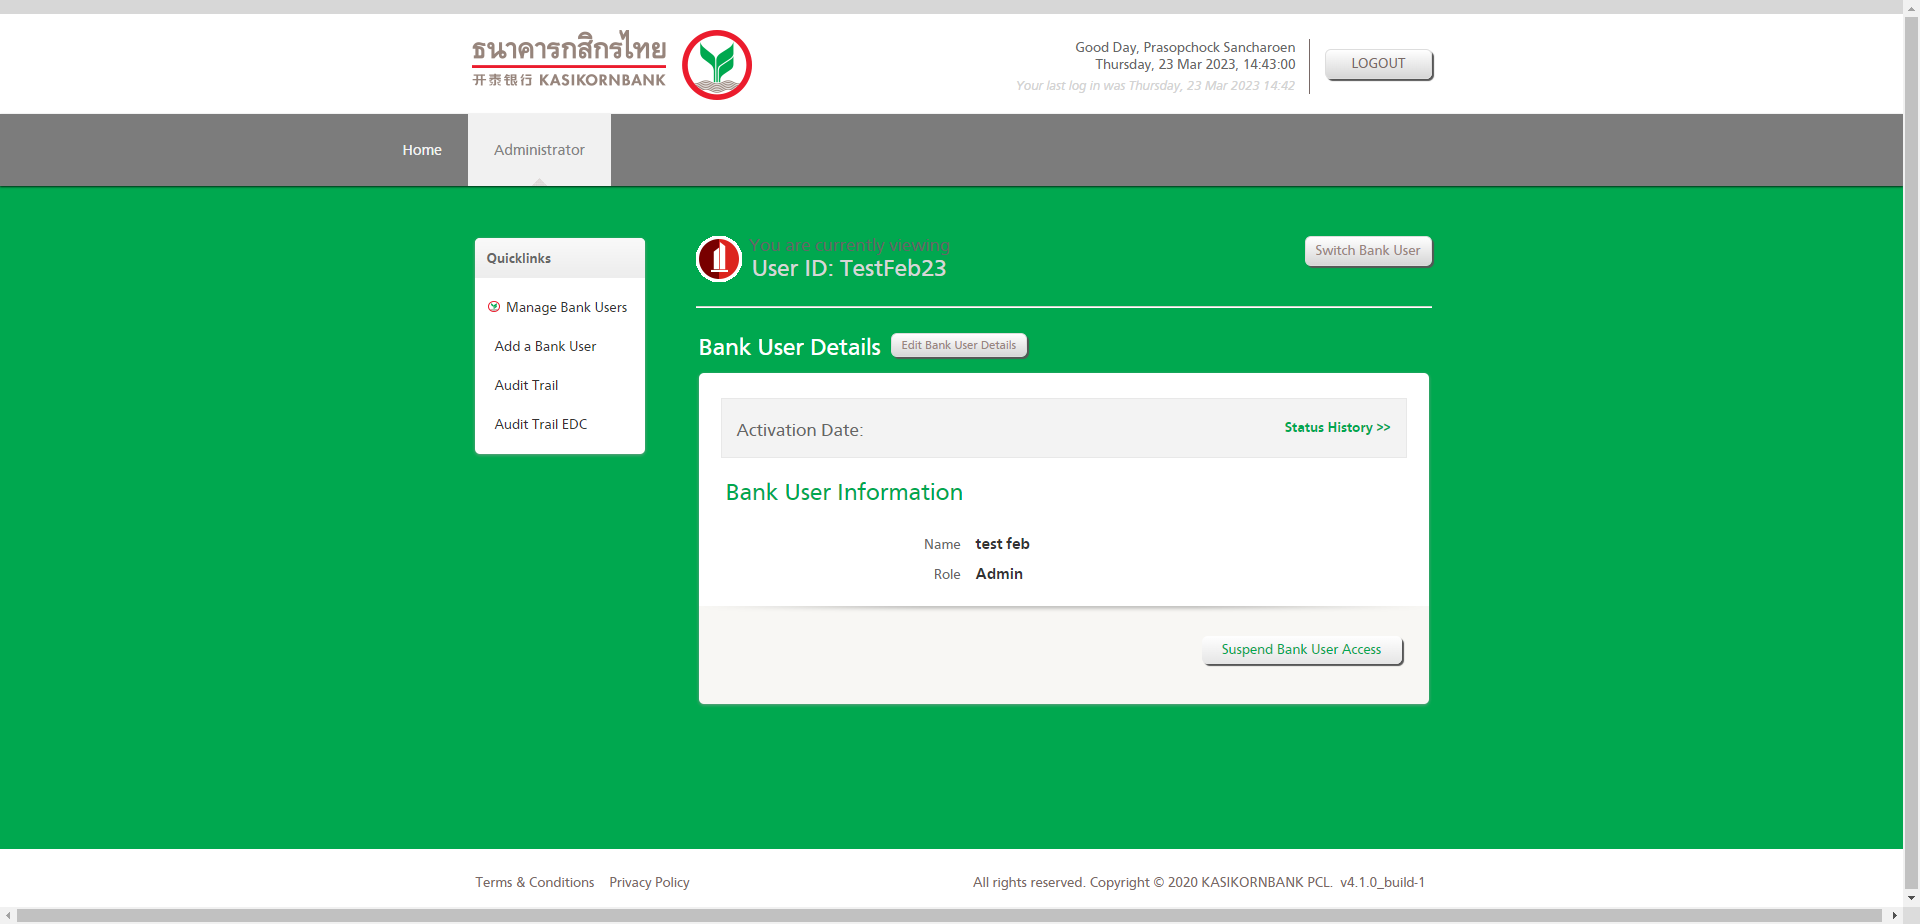 ธนาคารกสิกรไทย
开泰银行 KASIKORNBANK
Good Day, Prasopchock Sancharoen
Thursday, 23 Mar 2023, 14:43:00
Your last log in was Thursday, 23 Mar 2023 14:42
LOGOUT
Home
Administrator
Quicklinks
Manage Bank Users
Add a Bank User
Audit Trail
Audit Trail EDC
You are currently viewing
User ID: TestFeb23
Switch Bank User
Bank User Details
Edit Bank User Details
Activation Date:
Status History >>
Bank User Information
Name test feb
Role Admin
Suspend Bank User Access
Terms & Conditions Privacy Policy
All rights reserved. Copyright © 2020 KASIKORNBANK PCL. v4.1.0_build-1